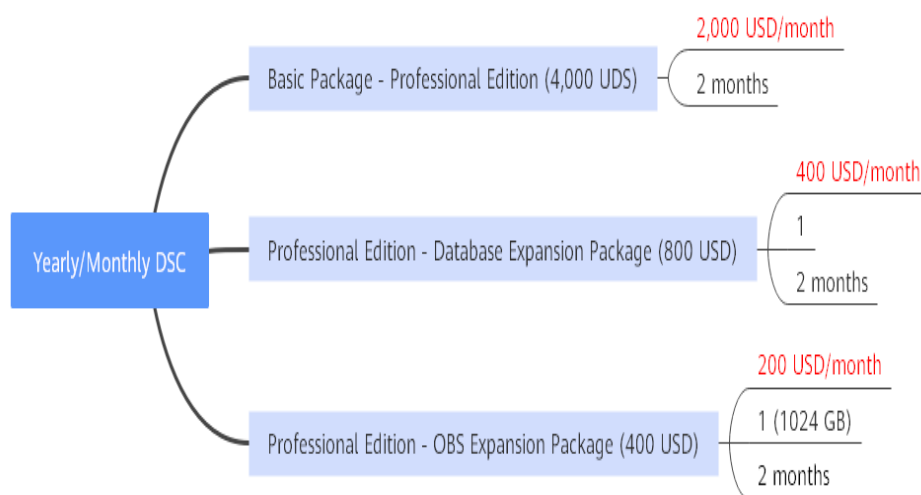 2,000 USD/month
Basic Package - Professional Edition (4,000 UDS)
2 months
400 USD/month
1
Yearly/Monthly DSC
Professional Edition - Database Expansion Package (800 USD)
2 months
200 USD/month
1 (1024 GB)
Professional Edition - OBS Expansion Package (400 USD)
2 months